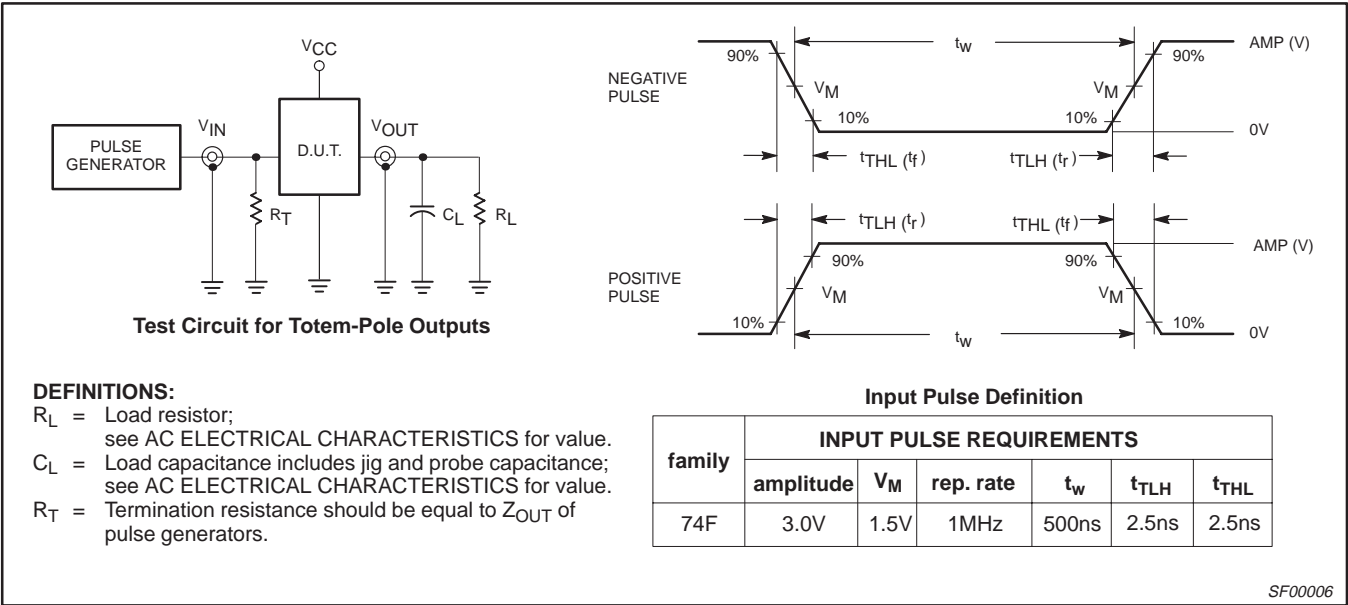 VCC
PULSE
GENERATOR
VIN
D.U.T.
VOUT
RT
CL
RL
Test Circuit for Totem-Pole Outputs
NEGATIVE
PULSE
90%
tw
90%
AMP (V)
VM
VM
10%
10%
0V
tTHL (tf)
tTLH (tr)
tTLH (tr)
tTHL (tf)
AMP (V)
POSITIVE
PULSE
90%
90%
VM
VM
10%
10%
tw
0V
Input Pulse Definition
DEFINITIONS:
RL = Load resistor;
see AC ELECTRICAL CHARACTERISTICS for value.
CL = Load capacitance includes jig and probe capacitance;
see AC ELECTRICAL CHARACTERISTICS for value.
RT = Termination resistance should be equal to ZOUT of
pulse generators.
family INPUT PULSE REQUIREMENTS
amplitude VM rep. rate tw tTLH tTHL
74F 3.0V 1.5V 1MHz 500ns 2.5ns 2.5ns
SF00006